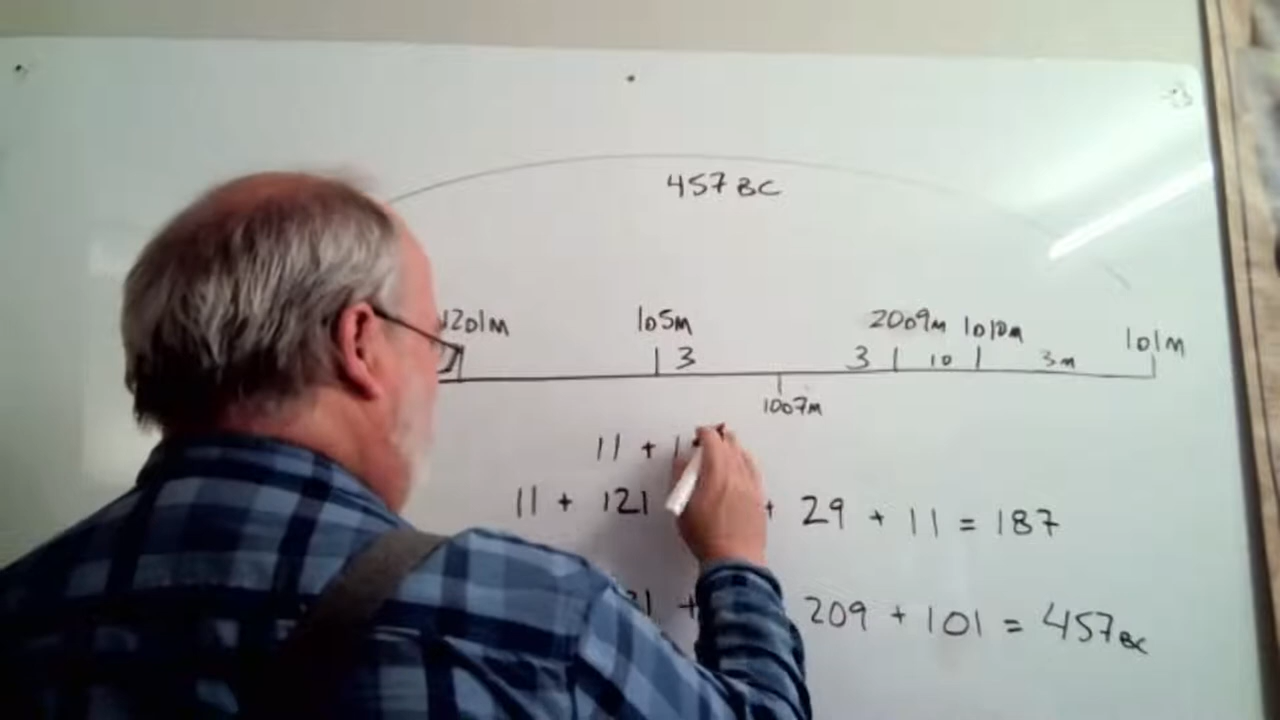 457 BC
1201M 105M 2009M 1010M 101M
3 3 10 3M
1007M
11 +
11 + 121 + 29 + 11 = 187
+ 209 + 101 = 457 BC